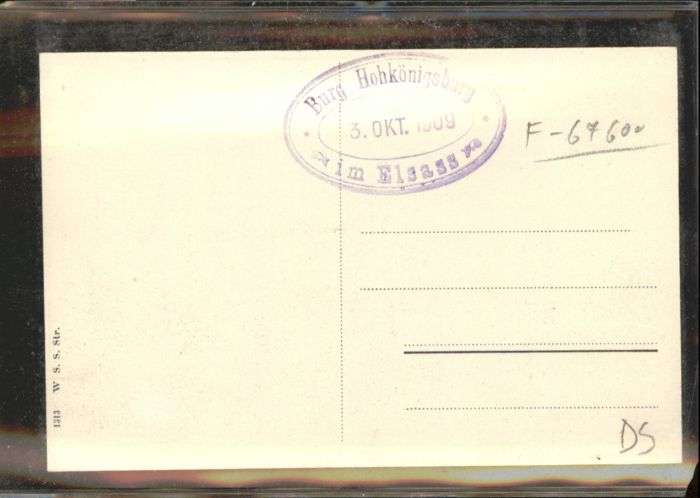 Burg Hohkönigsburg
3. OKT. 1909
im Elsass
F-67600
1313 W. S. S. Str.
DS